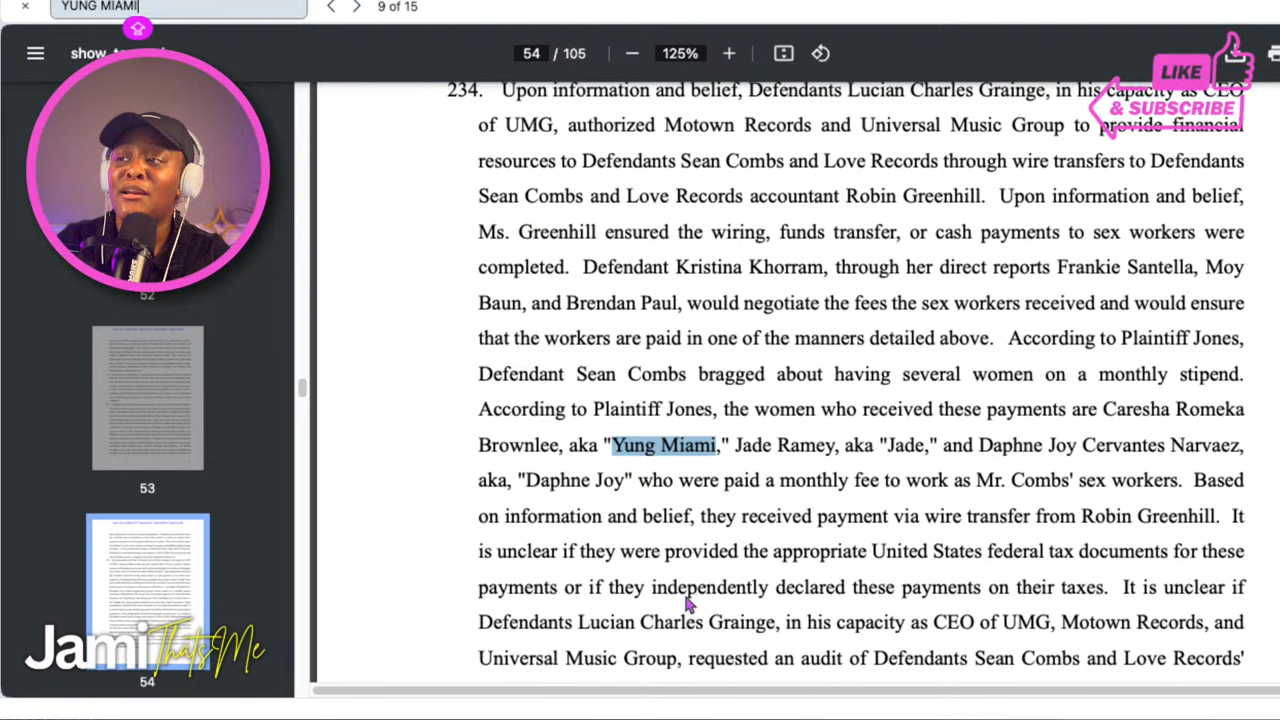 YUNG MIAMI
9 of 15
54 / 105
125%
LIKE
& SUBSCRIBE
234. Upon information and belief, Defendants Lucian Charles Grainge, in his capacity as CEO
of UMG, authorized Motown Records and Universal Music Group to provide financial
resources to Defendants Sean Combs and Love Records through wire transfers to Defendants
Sean Combs and Love Records accountant Robin Greenhill. Upon information and belief,
Ms. Greenhill ensured the wiring, funds transfer, or cash payments to sex workers were
completed. Defendant Kristina Khorram, through her direct reports Frankie Santella, Moy
Baun, and Brendan Paul, would negotiate the fees the sex workers received and would ensure
that the workers are paid in one of the manners detailed above. According to Plaintiff Jones,
Defendant Sean Combs bragged about having several women on a monthly stipend.
According to Plaintiff Jones, the women who received these payments are Caresha Romeka
Brownlee, aka "Yung Miami," Jade Ramey, aka "Jade," and Daphne Joy Cervantes Narvaez,
aka, "Daphne Joy" who were paid a monthly fee to work as Mr. Combs' sex workers. Based
on information and belief, they received payment via wire transfer from Robin Greenhill. It
is unclear if they were provided the appropriate United States federal tax documents for these
payments or if they independently declared these payments on their taxes. It is unclear if
Defendants Lucian Charles Grainge, in his capacity as CEO of UMG, Motown Records, and
Universal Music Group, requested an audit of Defendants Sean Combs and Love Records'
52
53
54
Jami ThatsMe